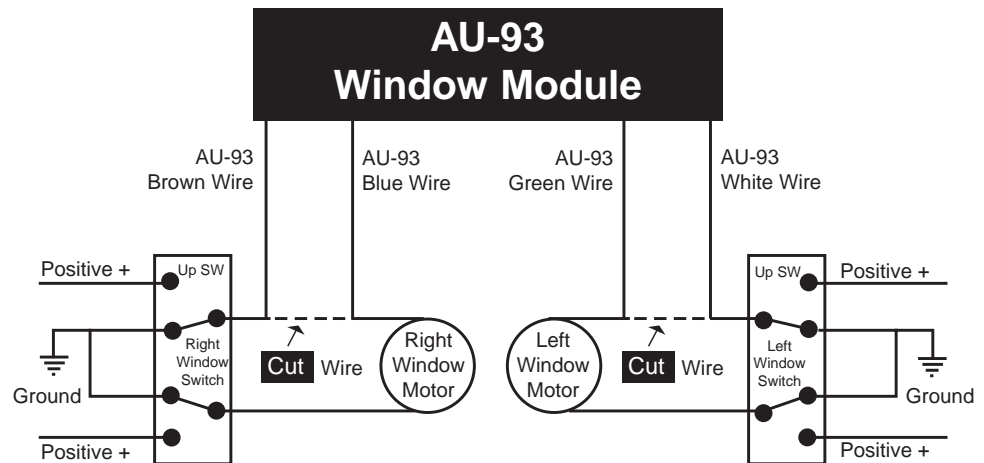 AU-93
Window Module
AU-93
Brown Wire
AU-93
Blue Wire
AU-93
Green Wire
AU-93
White Wire
Positive +
Up SW
Right
Window
Switch
Ground
Positive +
Cut Wire
Right
Window
Motor
Left
Window
Motor
Cut Wire
Up SW
Positive +
Left
Window
Switch
Ground
Positive +